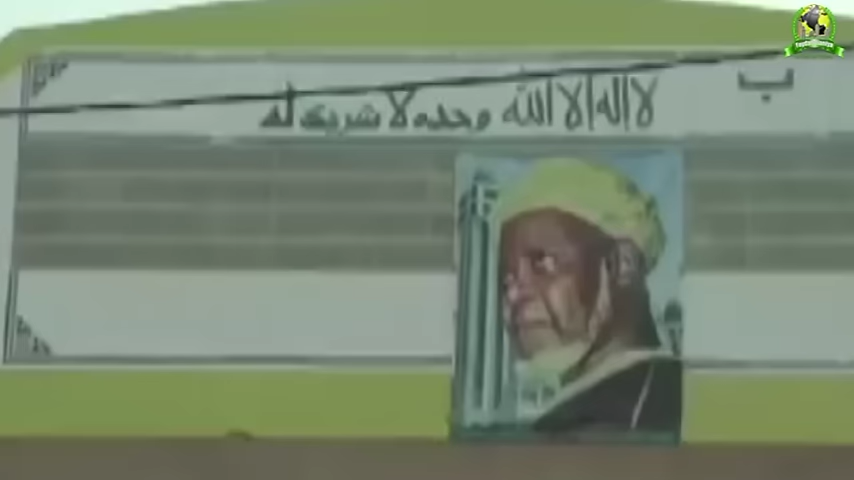 لا اله الا الله وحده لا شريك له
ب